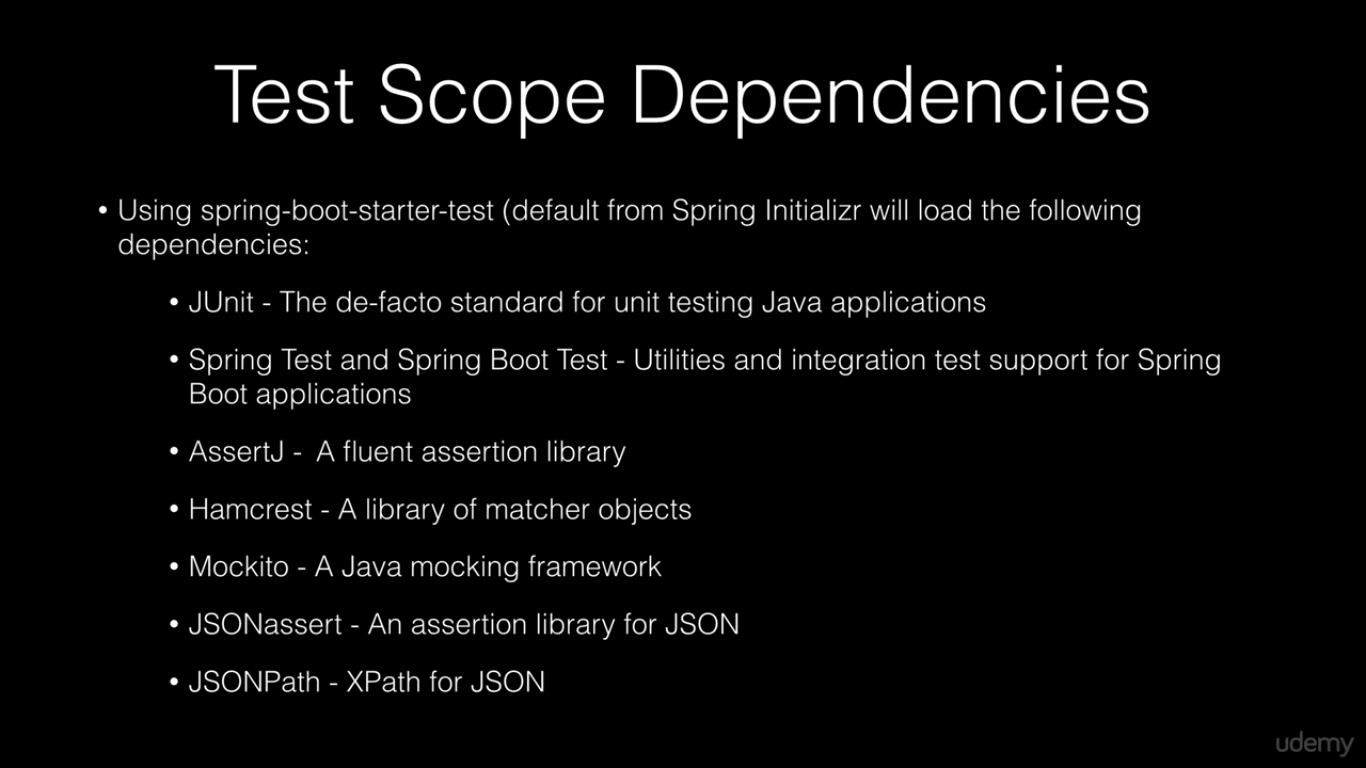 Test Scope Dependencies
• Using spring-boot-starter-test (default from Spring Initializr will load the following
dependencies:
• JUnit - The de-facto standard for unit testing Java applications
• Spring Test and Spring Boot Test - Utilities and integration test support for Spring
Boot applications
• AssertJ - A fluent assertion library
• Hamcrest - A library of matcher objects
• Mockito - A Java mocking framework
• JSONassert - An assertion library for JSON
• JSONPath - XPath for JSON
udemy